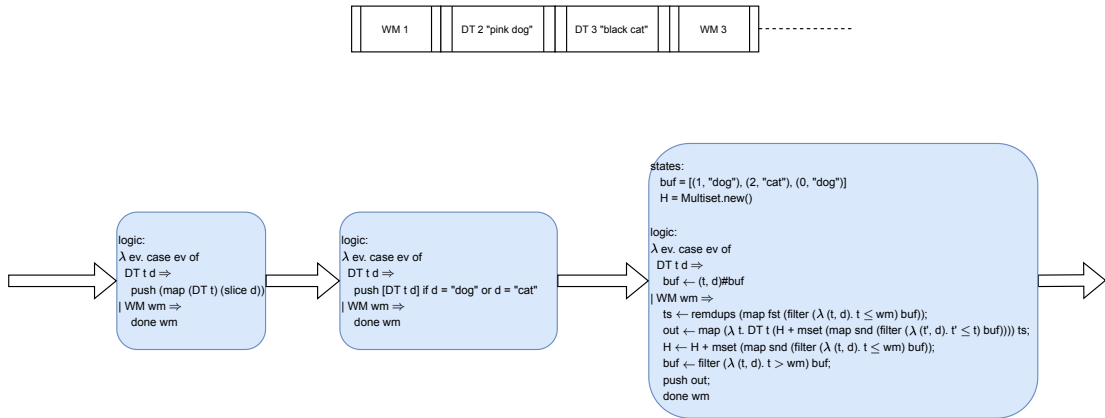 WM 1
DT 2 "pink dog"
DT 3 "black cat"
WM 3
logic:
λ ev. case ev of
DT t d ⇒
push (map (DT t) (slice d))
| WM wm ⇒
done wm
logic:
λ ev. case ev of
DT t d ⇒
push [DT t d] if d = "dog" or d = "cat"
| WM wm ⇒
done wm
states:
buf = [(1, "dog"), (2, "cat"), (0, "dog")]
H = Multiset.new()
logic:
λ ev. case ev of
DT t d ⇒
buf ← (t, d)#buf
| WM wm ⇒
ts ← remdups (map fst (filter (λ (t, d). t ≤ wm) buf));
out ← map (λ t. DT t (H + mset (map snd (filter (λ (t', d). t' ≤ t) buf)))) ts;
H ← H + mset (map snd (filter (λ (t, d). t ≤ wm) buf));
buf ← filter (λ (t, d). t > wm) buf;
push out;
done wm